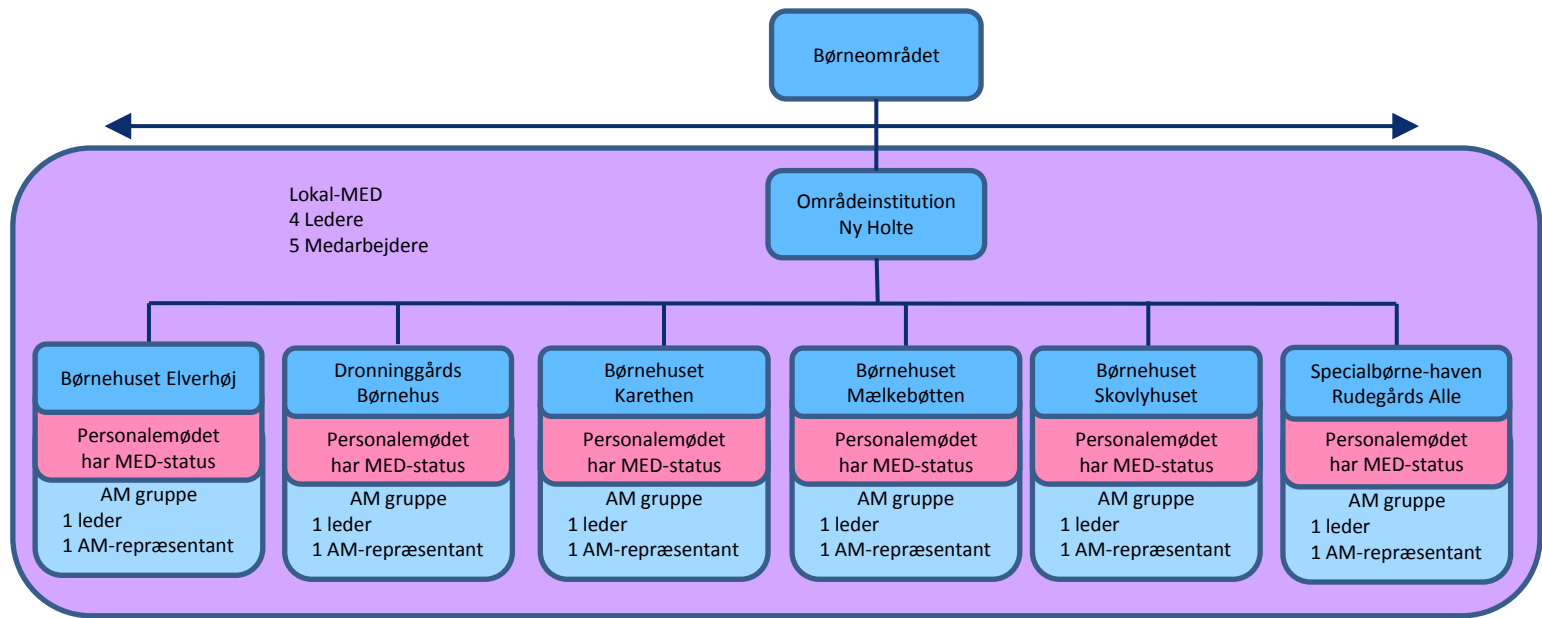 Børneområdet
Lokal-MED
4 Ledere
5 Medarbejdere
Områdeinstitution
Ny Holte
Børnehuset Elverhøj
Personalemødet
har MED-status
AM gruppe
1 leder
1 AM-repræsentant
Dronninggårds
Børnehus
Personalemødet
har MED-status
AM gruppe
1 leder
1 AM-repræsentant
Børnehuset
Karethen
Personalemødet
har MED-status
AM gruppe
1 leder
1 AM-repræsentant
Børnehuset
Mælkebøtten
Personalemødet
har MED-status
AM gruppe
1 leder
1 AM-repræsentant
Børnehuset
Skovlyhuset
Personalemødet
har MED-status
AM gruppe
1 leder
1 AM-repræsentant
Specialbørne-haven
Rudegårds Alle
Personalemødet
har MED-status
AM gruppe
1 leder
1 AM-repræsentant